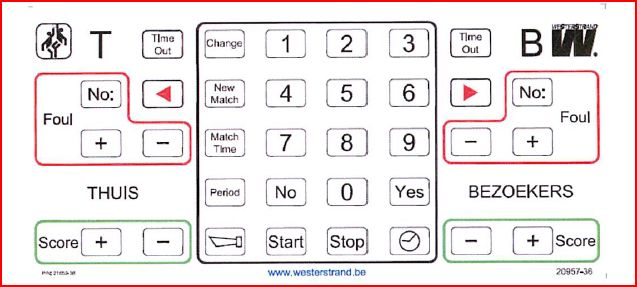 T Time Out Change 1 2 3 Time Out B WESTERSTRAND W.
No: New Match 4 5 6 No:
Foul Foul
+ − Match Time 7 8 9 − +
THUIS Period No 0 Yes BEZOEKERS
Score + − Start Stop − + Score
www.westerstrand.be 20957-36